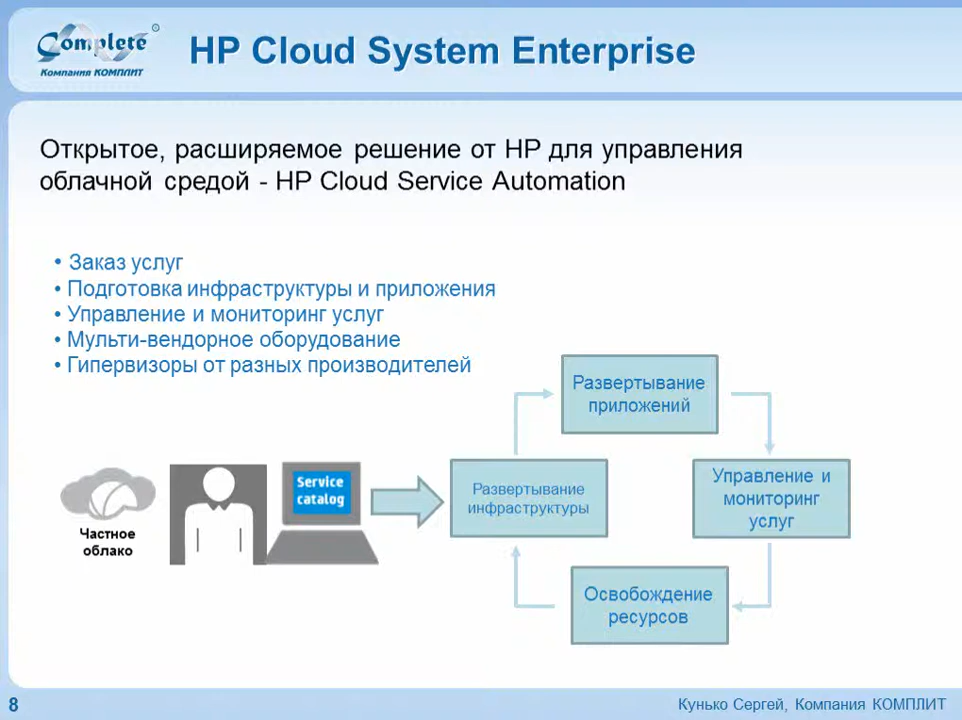 Complete
Компания КОМПЛИТ
HP Cloud System Enterprise
Открытое, расширяемое решение от HP для управления
облачной средой - HP Cloud Service Automation
• Заказ услуг
• Подготовка инфраструктуры и приложения
• Управление и мониторинг услуг
• Мульти-вендорное оборудование
• Гипервизоры от разных производителей
Развертывание
приложений
Service
catalog
Частное
облако
Развертывание
инфраструктуры
Управление и
мониторинг
услуг
Освобождение
ресурсов
8
Кунько Сергей, Компания КОМПЛИТ